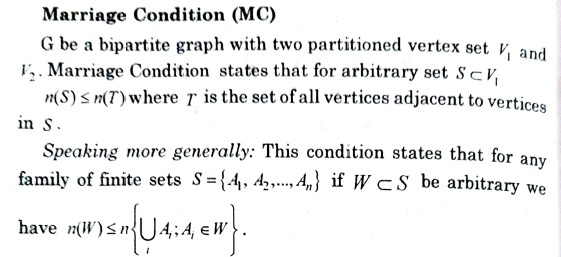 Marriage Condition (MC)
G be a bipartite graph with two partitioned vertex set V₁ and
V₂. Marriage Condition states that for arbitrary set S ⊂ V₁
n(S) ≤ n(T) where T is the set of all vertices adjacent to vertices
in S.
Speaking more generally: This condition states that for any
family of finite sets S = {A₁, A₂,..., Aₙ} if W ⊂ S be arbitrary we
have n(W) ≤ n{⋃ᵢ Aᵢ; Aᵢ ∈ W}.